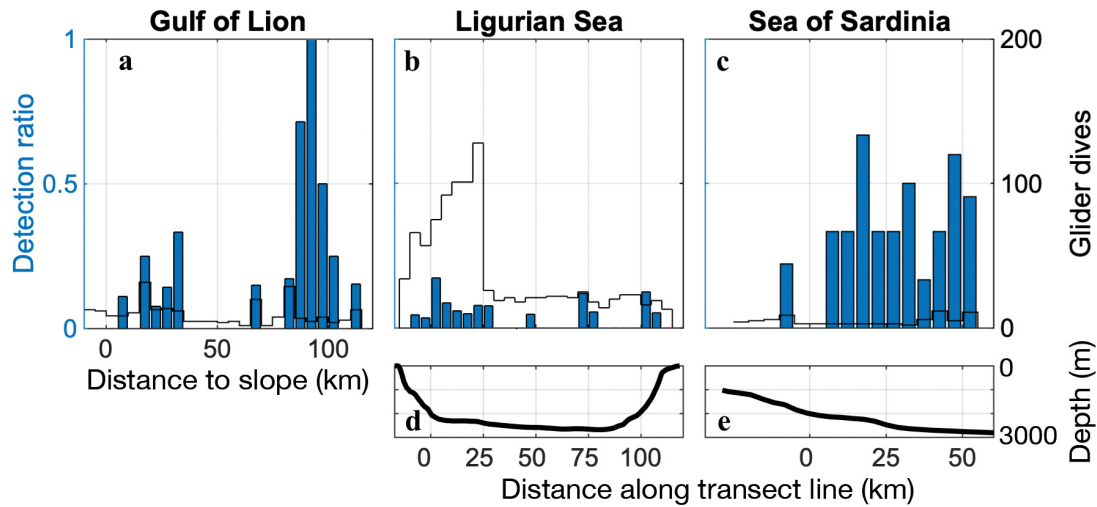 Gulf of Lion Ligurian Sea Sea of Sardinia
1 a b c 200
Detection ratio
0.5 100
Glider dives
0 0
0 50 100
Distance to slope (km)
d e 0
3000
Depth (m)
0 25 50 75 100 0 25 50
Distance along transect line (km)